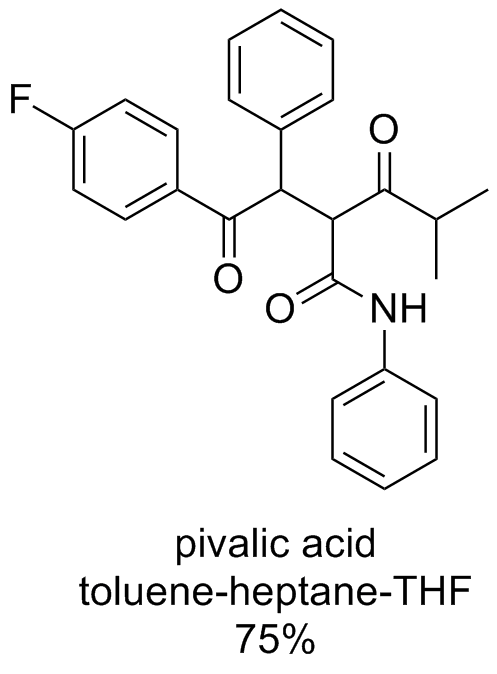 F
O
O
O
NH
pivalic acid
toluene-heptane-THF
75%